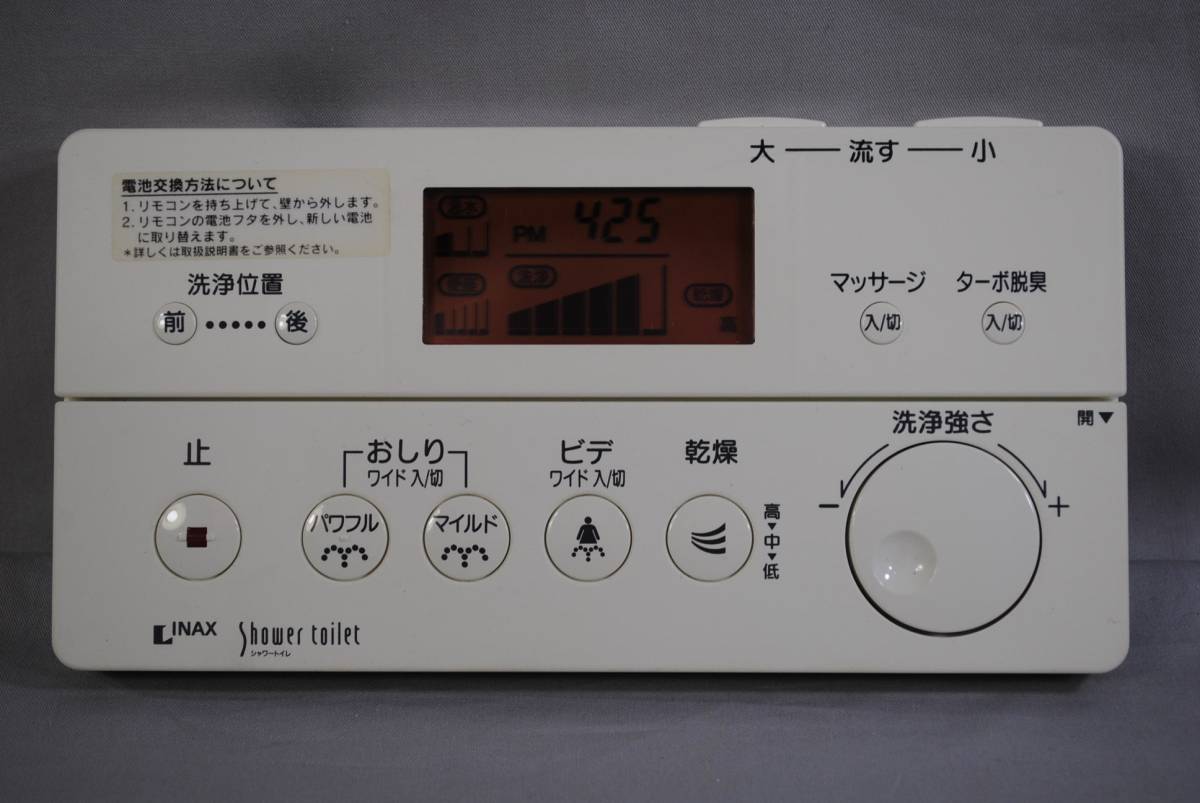 大 流す 小
電池交換方法について
1. リモコンを持ち上げて、壁から外します。
2. リモコンの電池フタを外し、新しい電池
に取り替えます。
*詳しくは取扱説明書をご参照ください。
PM 425
洗浄
乾燥
高
洗浄位置
前 後
マッサージ
入/切
ターボ脱臭
入/切
開▼
止
おしり
ワイド 入/切
パワフル
マイルド
ビデ
ワイド 入/切
乾燥
高
▼
中
▼
低
洗浄強さ
− +
INAX
Shower toilet
シャワートイレ